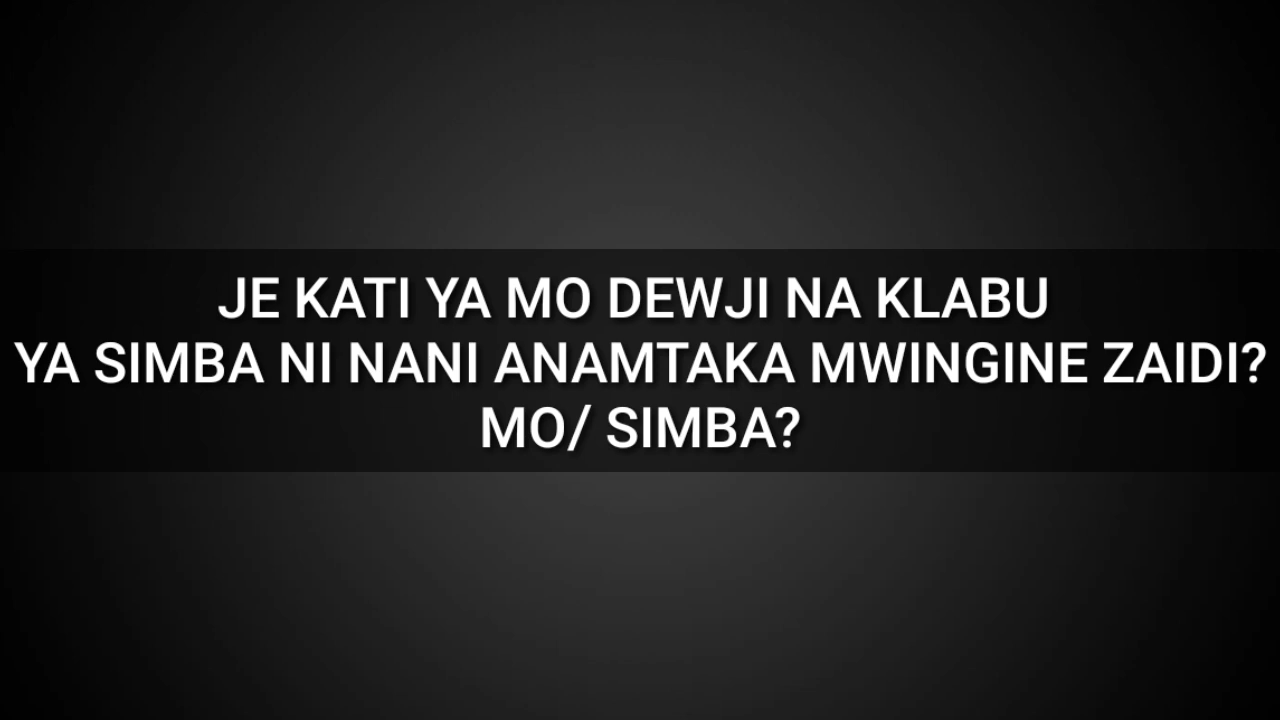 JE KATI YA MO DEWJI NA KLABU
YA SIMBA NI NANI ANAMTAKA MWINGINE ZAIDI?
MO/ SIMBA?